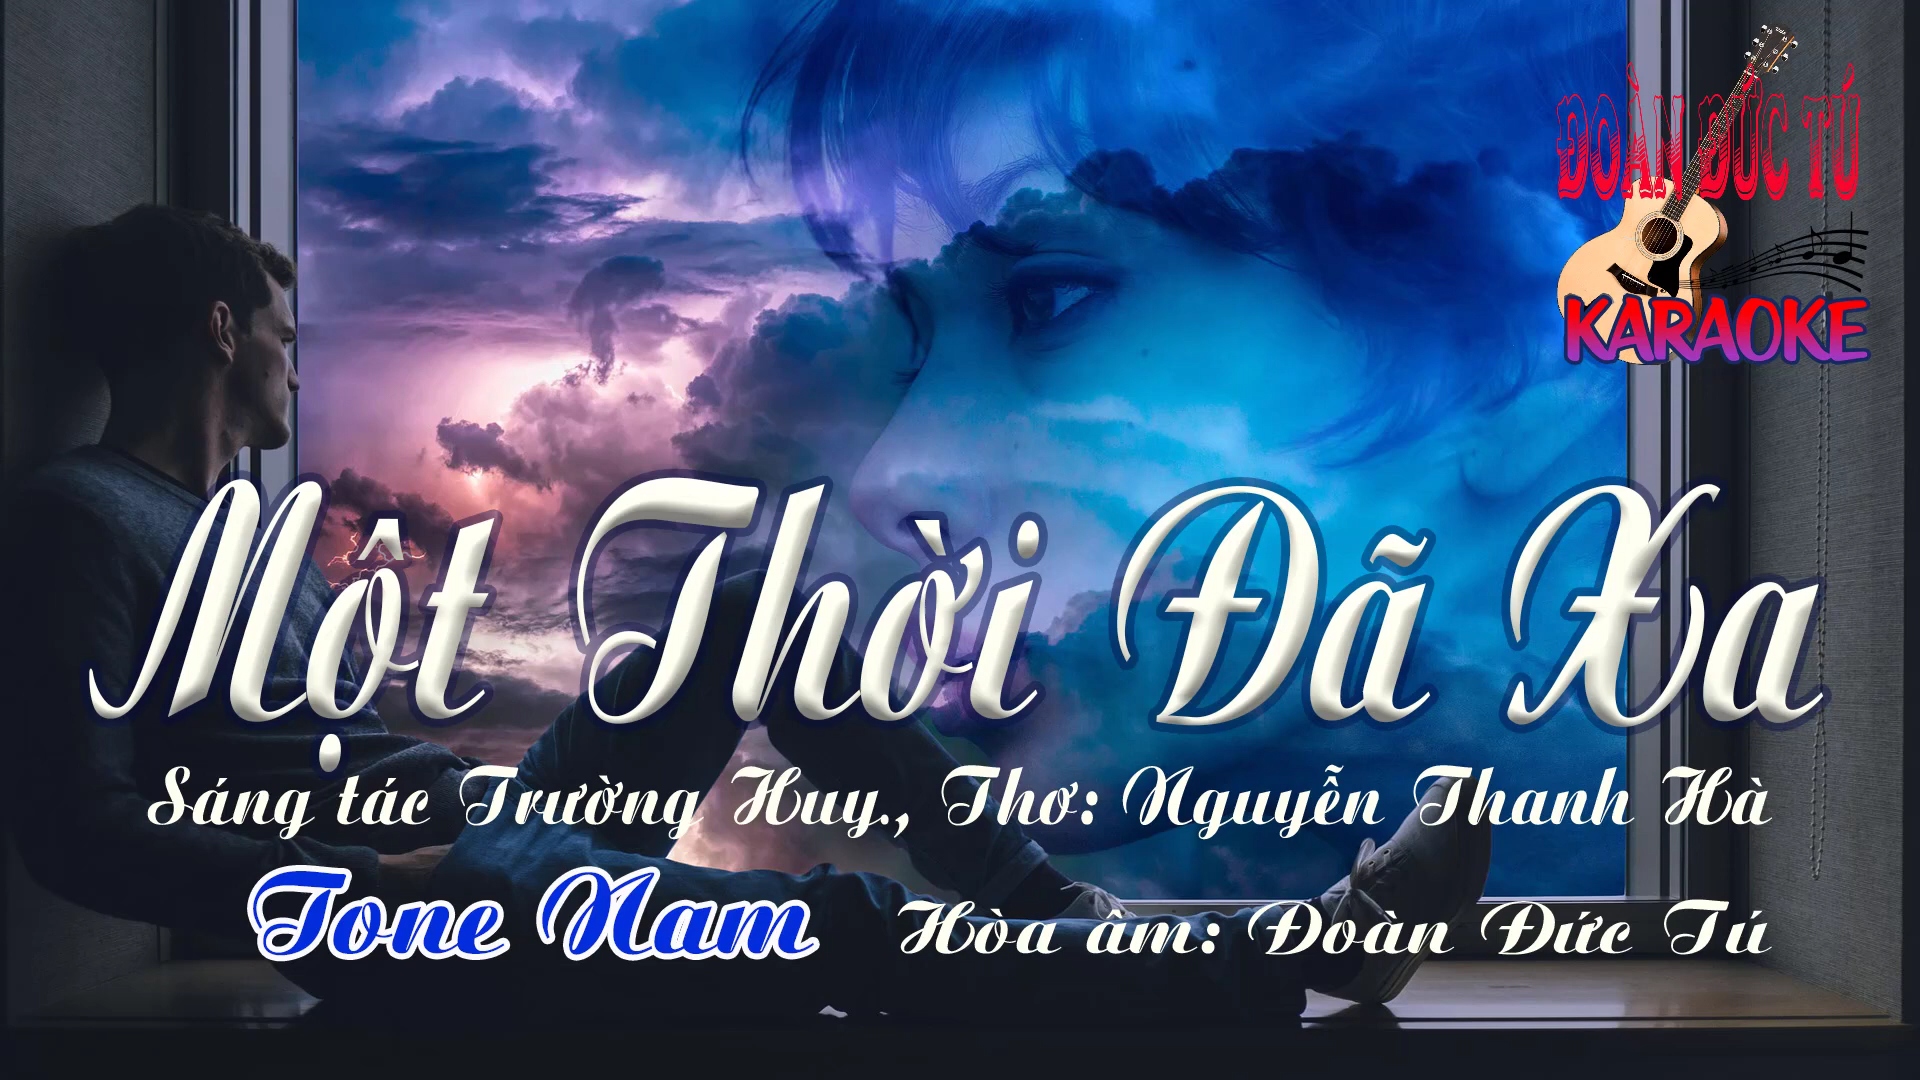 ĐOÀN ĐỨC TÚ
KARAOKE
Một Thời Đã Xa
Sáng tác Trường Huy., Thơ: Nguyễn Thanh Hà
Tone Nam
Hòa âm: Đoàn Đức Tú